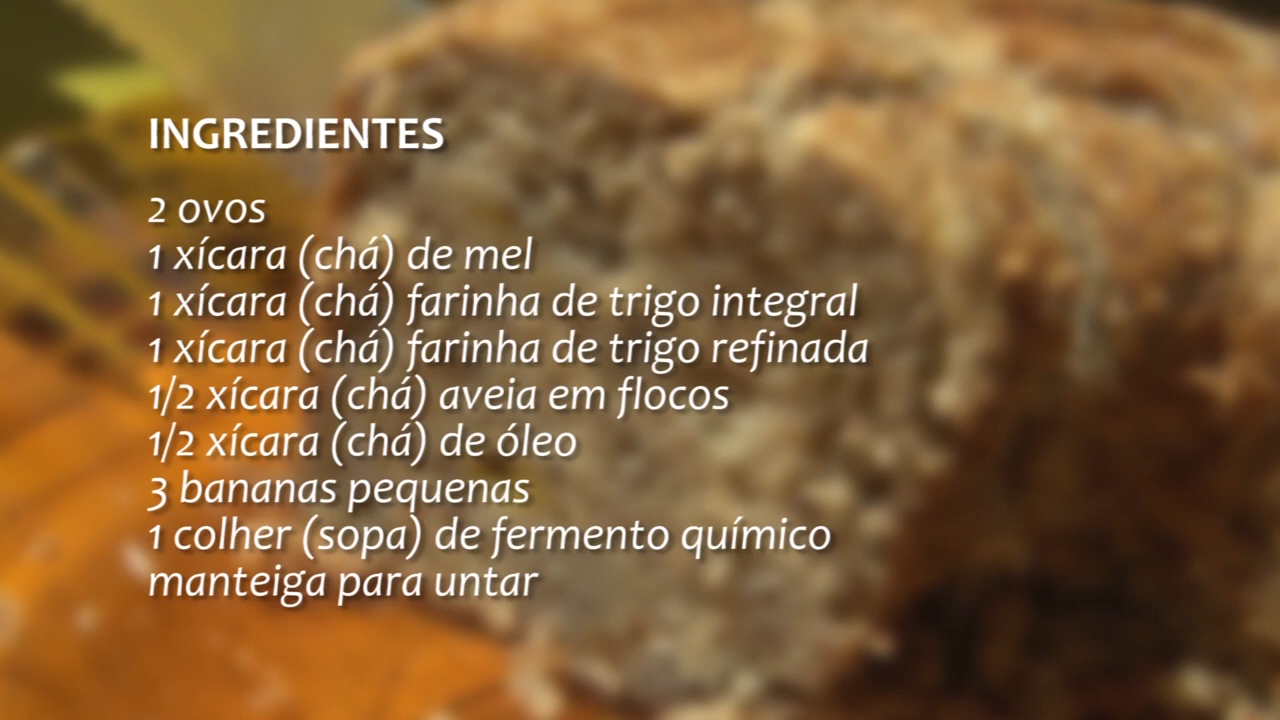 INGREDIENTES
2 ovos
1 xícara (chá) de mel
1 xícara (chá) farinha de trigo integral
1 xícara (chá) farinha de trigo refinada
1/2 xícara (chá) aveia em flocos
1/2 xícara (chá) de óleo
3 bananas pequenas
1 colher (sopa) de fermento químico
manteiga para untar